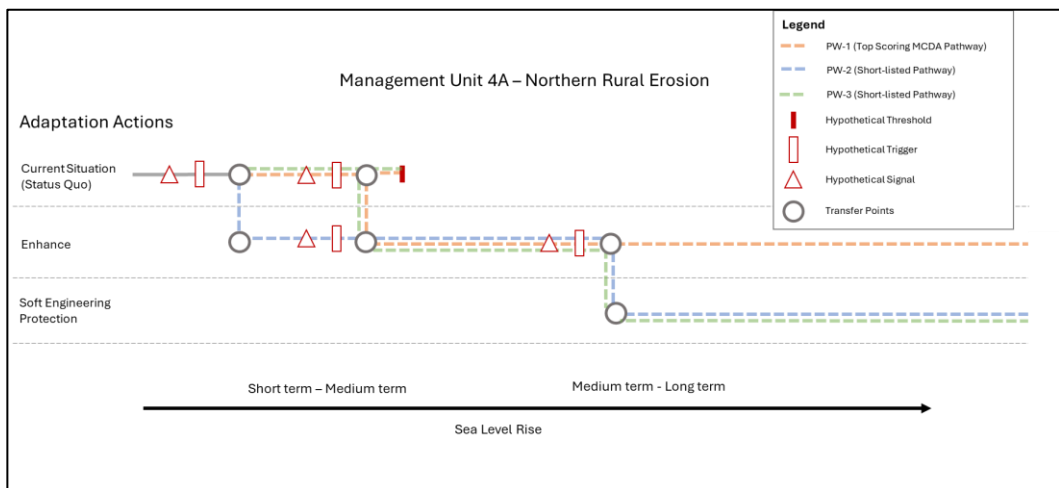 Legend
PW-1 (Top Scoring MCDA Pathway)
PW-2 (Short-listed Pathway)
PW-3 (Short-listed Pathway)
Hypothetical Threshold
Hypothetical Trigger
Hypothetical Signal
Transfer Points
Management Unit 4A – Northern Rural Erosion
Adaptation Actions
Current Situation
(Status Quo)
Enhance
Soft Engineering
Protection
Short term – Medium term
Medium term - Long term
Sea Level Rise